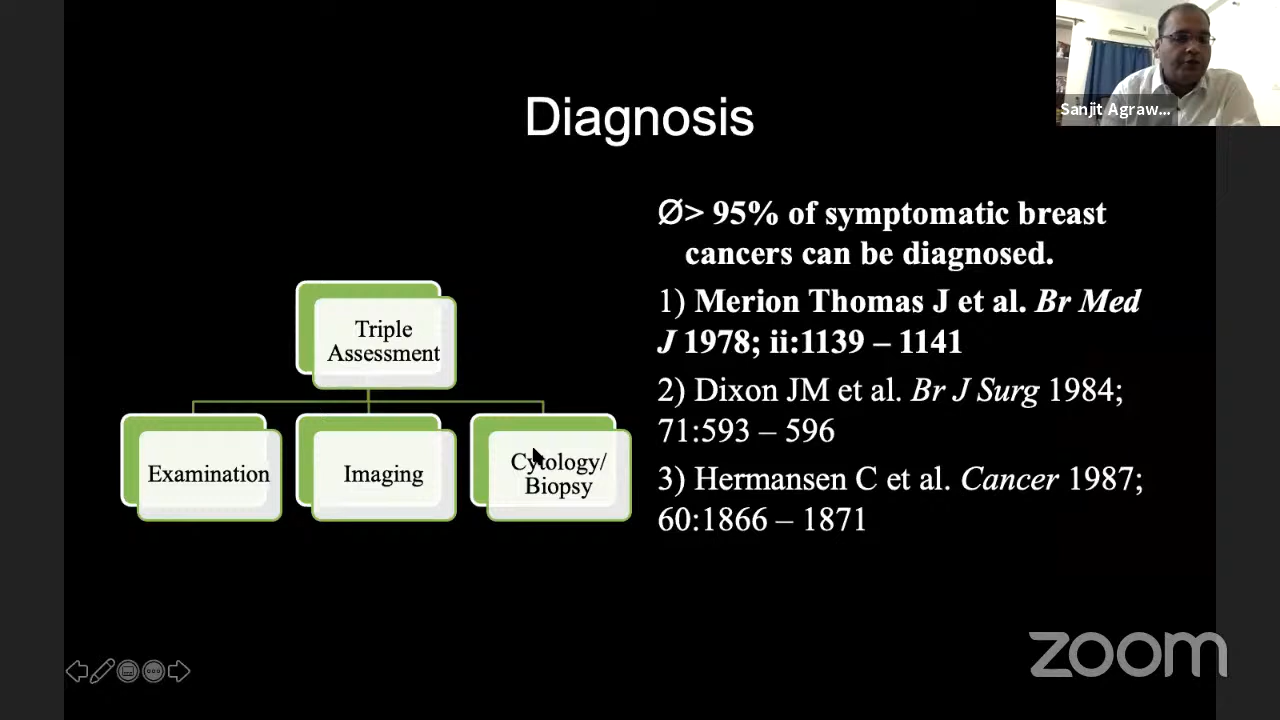 Sanjit Agraw...
Diagnosis
Ø> 95% of symptomatic breast
cancers can be diagnosed.
1) Merion Thomas J et al. Br Med
J 1978; ii:1139 – 1141
2) Dixon JM et al. Br J Surg 1984;
71:593 – 596
3) Hermansen C et al. Cancer 1987;
60:1866 – 1871
Triple
Assessment
Examination
Imaging
Cytology/
Biopsy
zoom